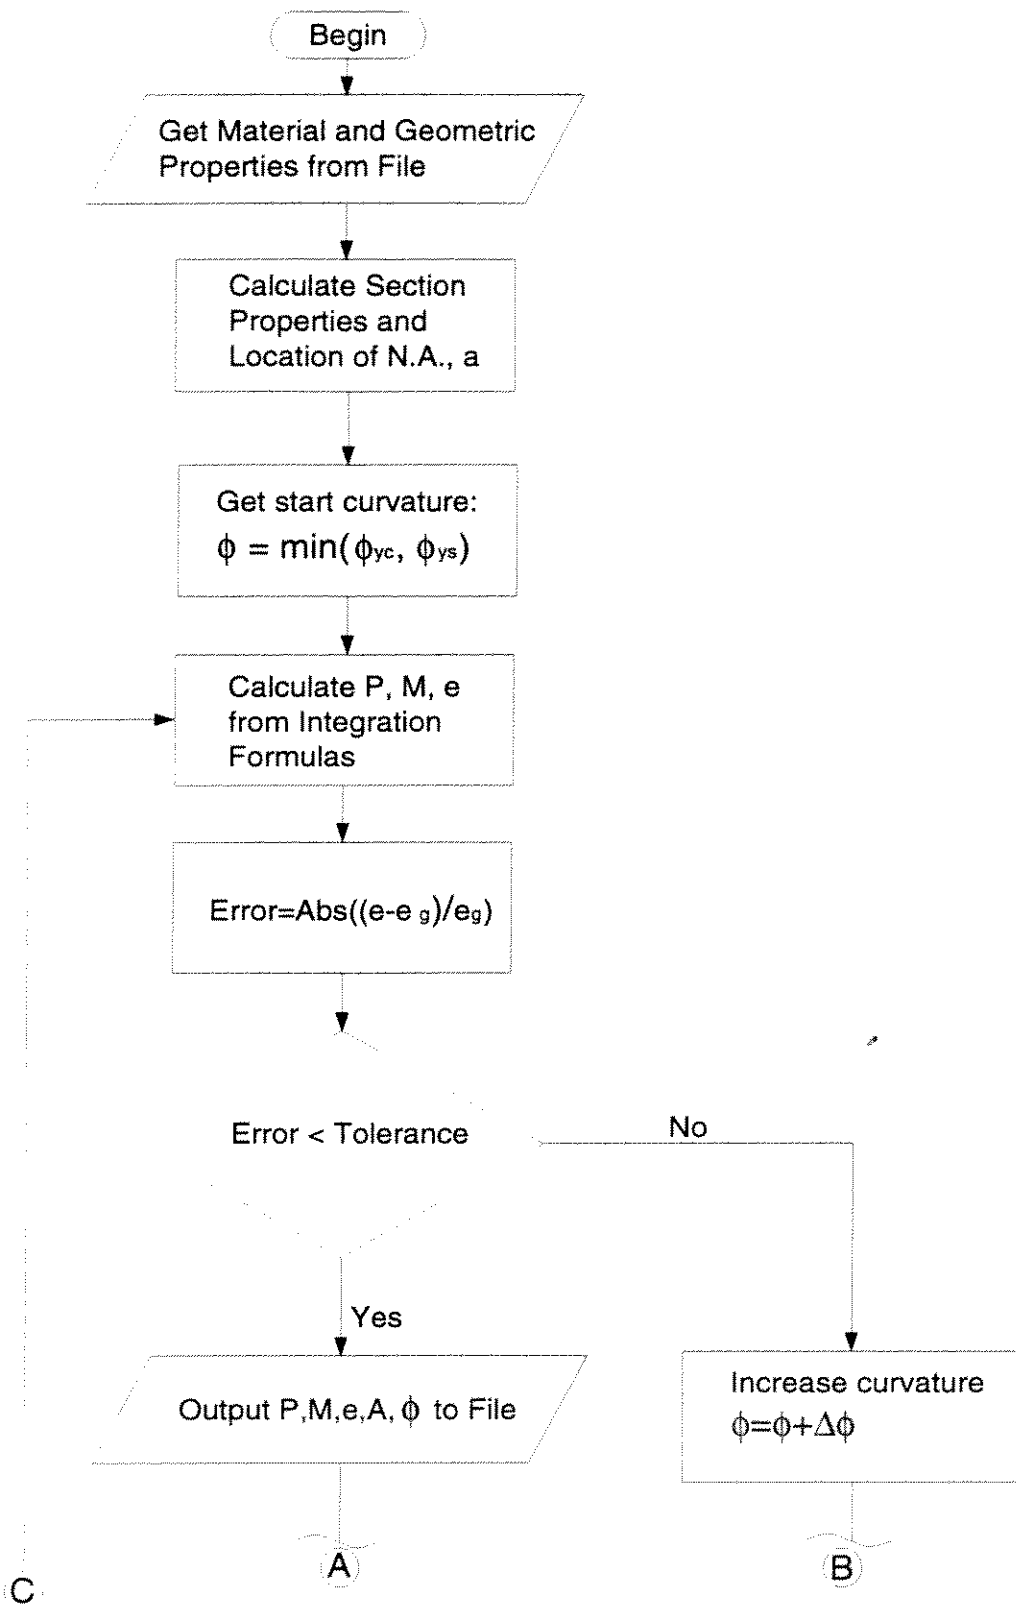 Begin
Get Material and Geometric
Properties from File
Calculate Section
Properties and
Location of N.A., a
Get start curvature:
ϕ = min(ϕyc, ϕys)
Calculate P, M, e
from Integration
Formulas
Error=Abs((e-e g)/eg)
Error < Tolerance
No
Yes
Output P,M,e,A, ϕ to File
Increase curvature
ϕ=ϕ+Δϕ
C
A
B